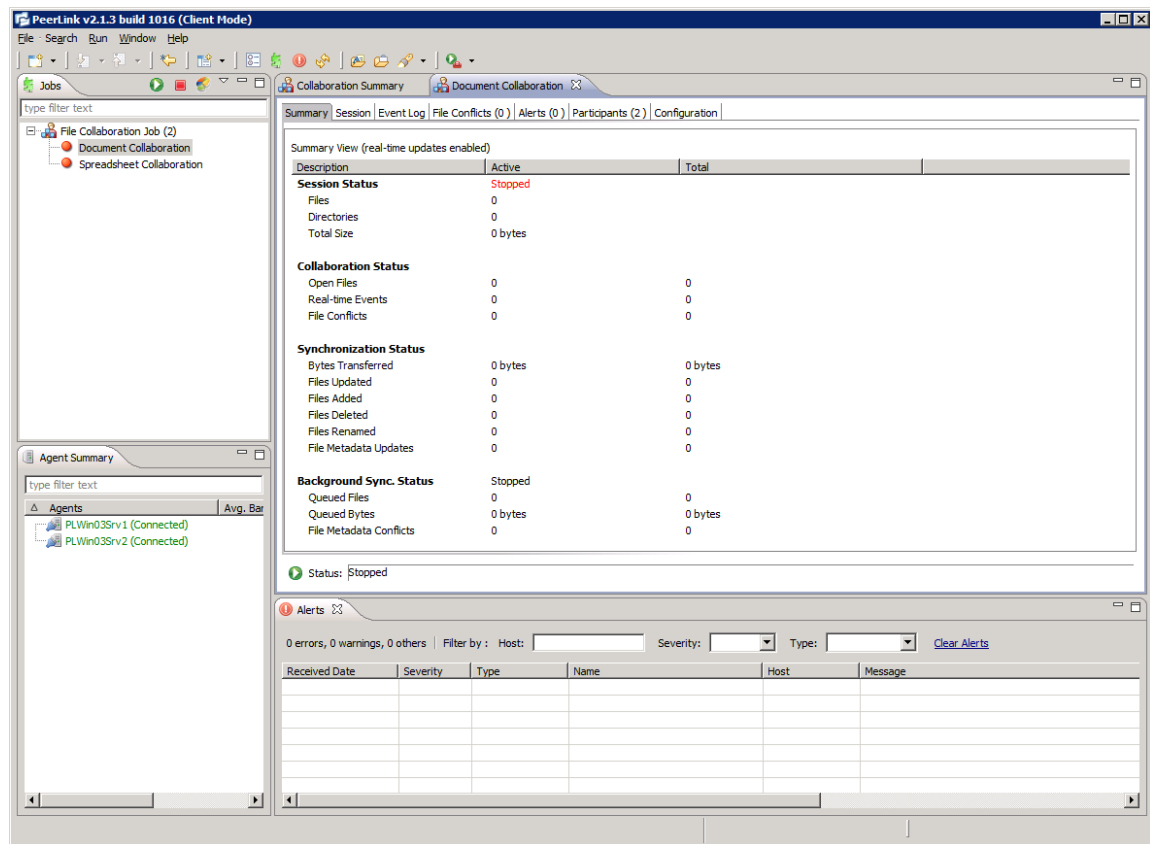 PeerLink v2.1.3 build 1016 (Client Mode)
File Search Run Window Help
Jobs
type filter text
File Collaboration Job (2)
Document Collaboration
Spreadsheet Collaboration
Agent Summary
type filter text
Agents Avg. Bar
PLWin03Srv1 (Connected)
PLWin03Srv2 (Connected)
Collaboration Summary Document Collaboration
Summary Session Event Log File Conflicts (0 ) Alerts (0 ) Participants (2 ) Configuration
Summary View (real-time updates enabled)
Description Active Total
Session Status Stopped
Files 0
Directories 0
Total Size 0 bytes
Collaboration Status
Open Files 0 0
Real-time Events 0 0
File Conflicts 0 0
Synchronization Status
Bytes Transferred 0 bytes 0 bytes
Files Updated 0 0
Files Added 0 0
Files Deleted 0 0
Files Renamed 0 0
File Metadata Updates 0 0
Background Sync. Status Stopped
Queued Files 0 0
Queued Bytes 0 bytes 0 bytes
File Metadata Conflicts 0 0
Status: Stopped
Alerts
0 errors, 0 warnings, 0 others Filter by : Host: Severity: Type: Clear Alerts
Received Date Severity Type Name Host Message